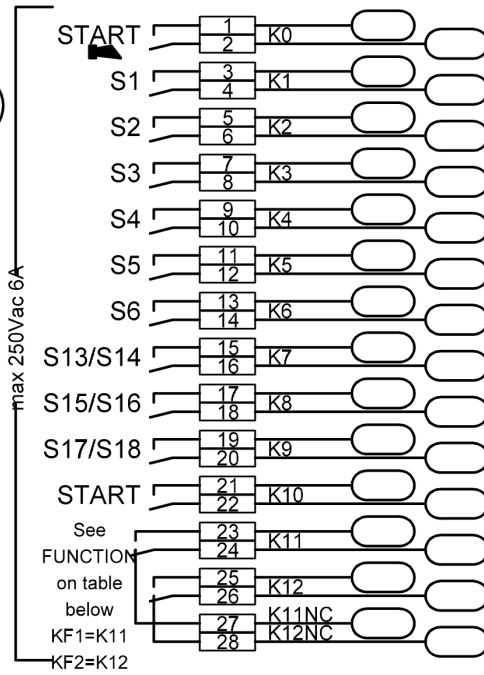 START 1 K0
2
S1 3 K1
4
S2 5 K2
6
S3 7 K3
8
S4 9 K4
10
S5 11 K5
12
S6 13 K6
14
S13/S14 15 K7
16
S15/S16 17 K8
18
S17/S18 19 K9
20
START 21 K10
22
See 23 K11
FUNCTION 24
on table 25 K12
below 26
KF1=K11 27 K11NC
28 K12NC
KF2=K12
max 250Vac 6A